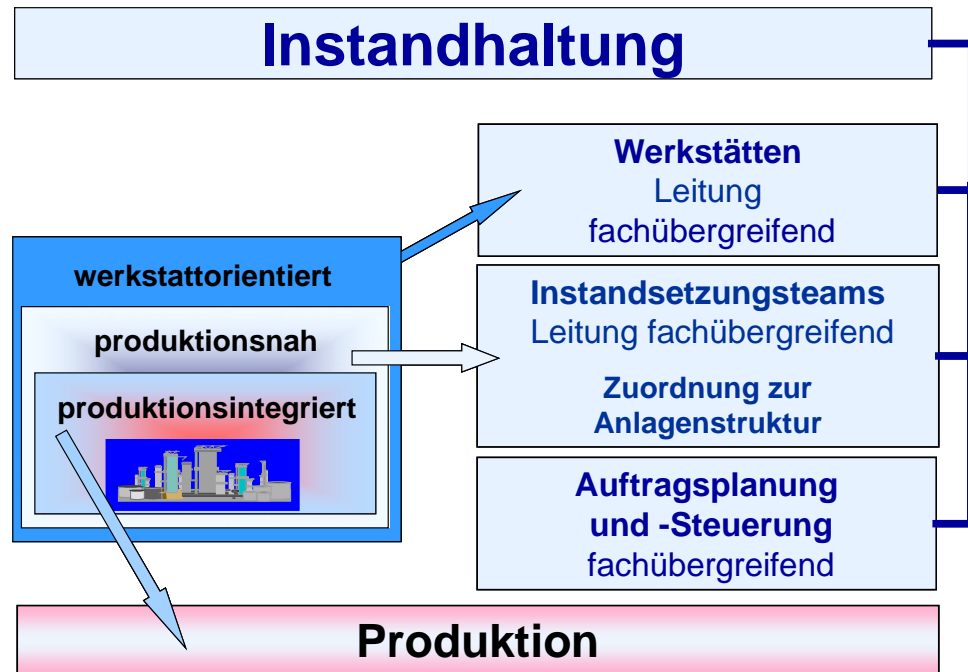 Instandhaltung
Werkstätten
Leitung
fachübergreifend
werkstattorientiert
produktionsnah
produktionsintegriert
Instandsetzungsteams
Leitung fachübergreifend
Zuordnung zur
Anlagenstruktur
Auftragsplanung
und -Steuerung
fachübergreifend
Produktion